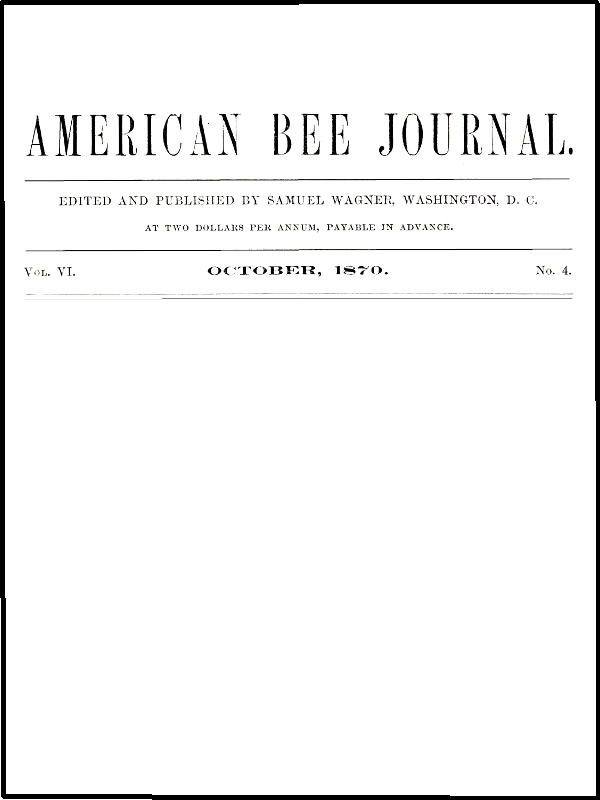 AMERICAN BEE JOURNAL.
EDITED AND PUBLISHED BY SAMUEL WAGNER, WASHINGTON, D. C.
AT TWO DOLLARS PER ANNUM, PAYABLE IN ADVANCE.
Vol. VI. OCTOBER, 1870. No. 4.